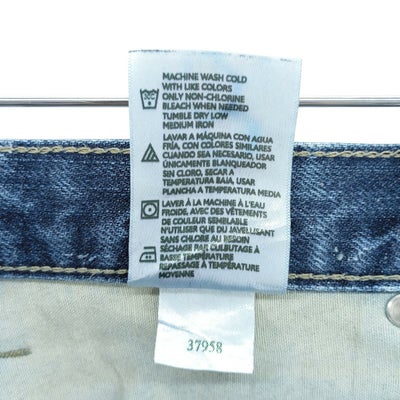 MACHINE WASH COLD
WITH LIKE COLORS
ONLY NON-CHLORINE
BLEACH WHEN NEEDED
TUMBLE DRY LOW
MEDIUM IRON
LAVAR A MÁQUINA CON AGUA
FRÍA, CON COLORES SIMILARES
CUANDO SEA NECESARIO, USAR
ÚNICAMENTE BLANQUEADOR
SIN CLORO, SECAR A
TEMPERATURA BAJA, USAR
PLANCHA A TEMPERATURA MEDIA
LAVER À LA MACHINE À L'EAU
FROIDE, AVEC DES VÊTEMENTS
DE COULEUR SEMBLABLE
N'UTILISER QUE DU JAVELLISANT
SANS CHLORE AU BESOIN
SÉCHAGE PAR CULBUTAGE À
BASSE TEMPÉRATURE
REPASSAGE À TEMPÉRATURE
MOYENNE
37958